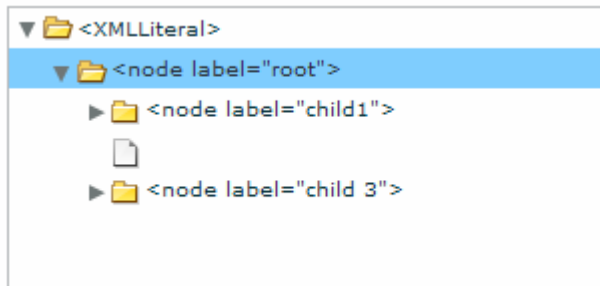 <XMLLiteral>
<node label="root">
<node label="child1">
<node label="child 3">